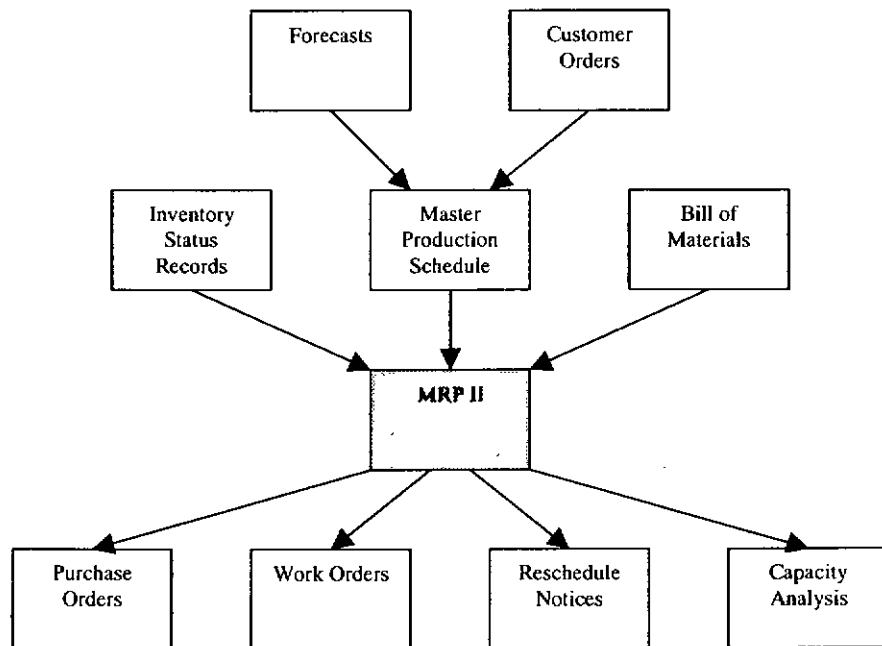 Forecasts
Customer
Orders
Inventory
Status
Records
Master
Production
Schedule
Bill of
Materials
MRP II
Purchase
Orders
Work Orders
Reschedule
Notices
Capacity
Analysis